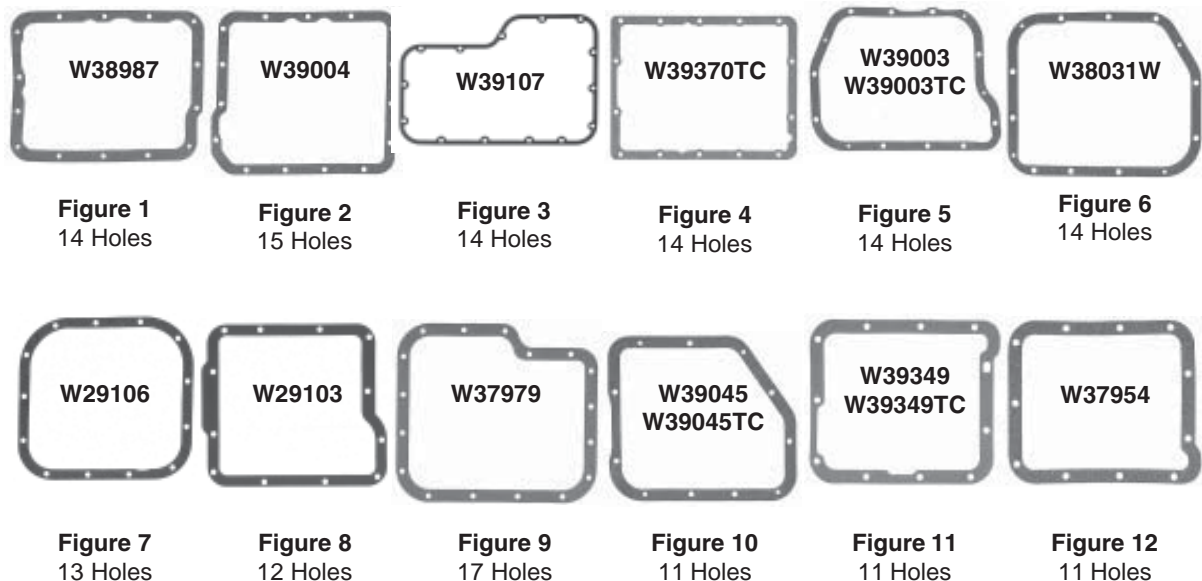 W38987
W39004
W39107
W39370TC
W39003
W39003TC
W38031W
Figure 1
14 Holes
Figure 2
15 Holes
Figure 3
14 Holes
Figure 4
14 Holes
Figure 5
14 Holes
Figure 6
14 Holes
W29106
W29103
W37979
W39045
W39045TC
W39349
W39349TC
W37954
Figure 7
13 Holes
Figure 8
12 Holes
Figure 9
17 Holes
Figure 10
11 Holes
Figure 11
11 Holes
Figure 12
11 Holes